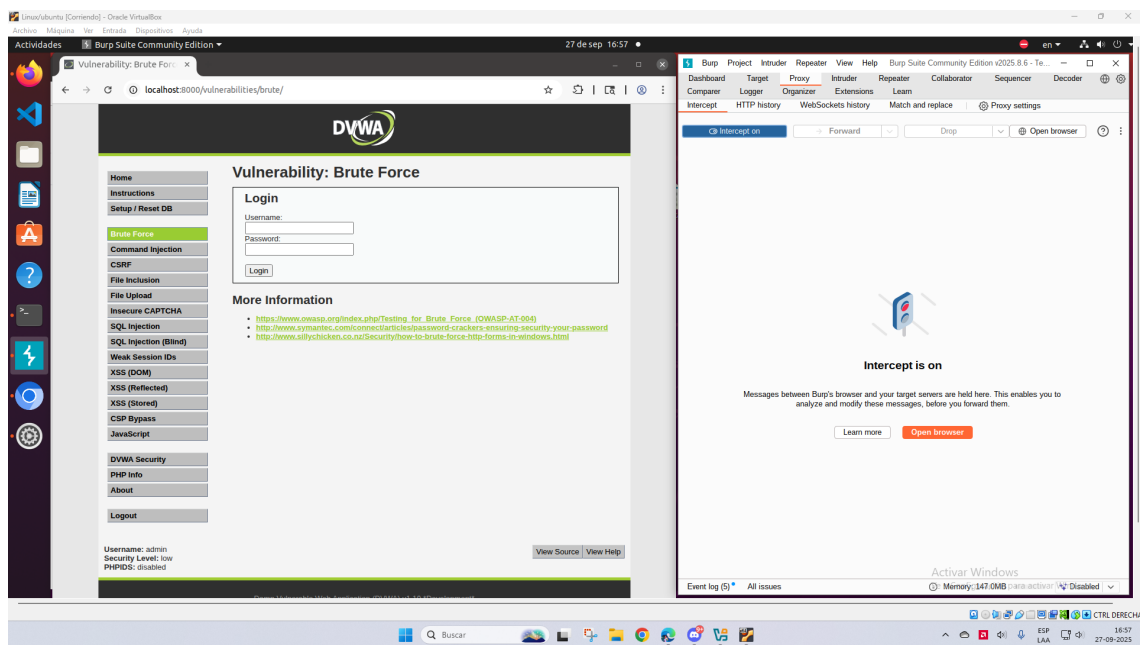 Linux/ubuntu [Corriendo] - Oracle VirtualBox
Archivo Máquina Ver Entrada Dispositivos Ayuda
Actividades Burp Suite Community Edition 27 de sep 16:57 en
Vulnerability: Brute Forc
localhost:8000/vulnerabilities/brute/
DVWA
Home
Instructions
Setup / Reset DB
Brute Force
Command Injection
CSRF
File Inclusion
File Upload
Insecure CAPTCHA
SQL Injection
SQL Injection (Blind)
Weak Session IDs
XSS (DOM)
XSS (Reflected)
XSS (Stored)
CSP Bypass
JavaScript
DVWA Security
PHP Info
About
Logout
Vulnerability: Brute Force
Login
Username:
Password:
Login
More Information
https://www.owasp.org/index.php/Testing_for_Brute_Force_(OWASP-AT-004)
http://www.symantec.com/connect/articles/password-crackers-ensuring-security-your-password
http://www.sillychicken.co.nz/Security/how-to-brute-force-http-forms-in-windows.html
Username: admin
Security Level: low
PHPIDS: disabled
View Source View Help
Burp Project Intruder Repeater View Help Burp Suite Community Edition v2025.8.6 - Te...
Dashboard Target Proxy Intruder Repeater Collaborator Sequencer Decoder
Comparer Logger Organizer Extensions Learn
Intercept HTTP history WebSockets history Match and replace Proxy settings
Intercept on Forward Drop Open browser
Intercept is on
Messages between Burp's browser and your target servers are held here. This enables you to
analyze and modify these messages, before you forward them.
Learn more Open browser
Activar Windows
Event log (5) All issues Memory: 147.0MB para activar Disabled
CTRL DERECHA
Buscar
ESP
LAA
16:57
27-09-2025